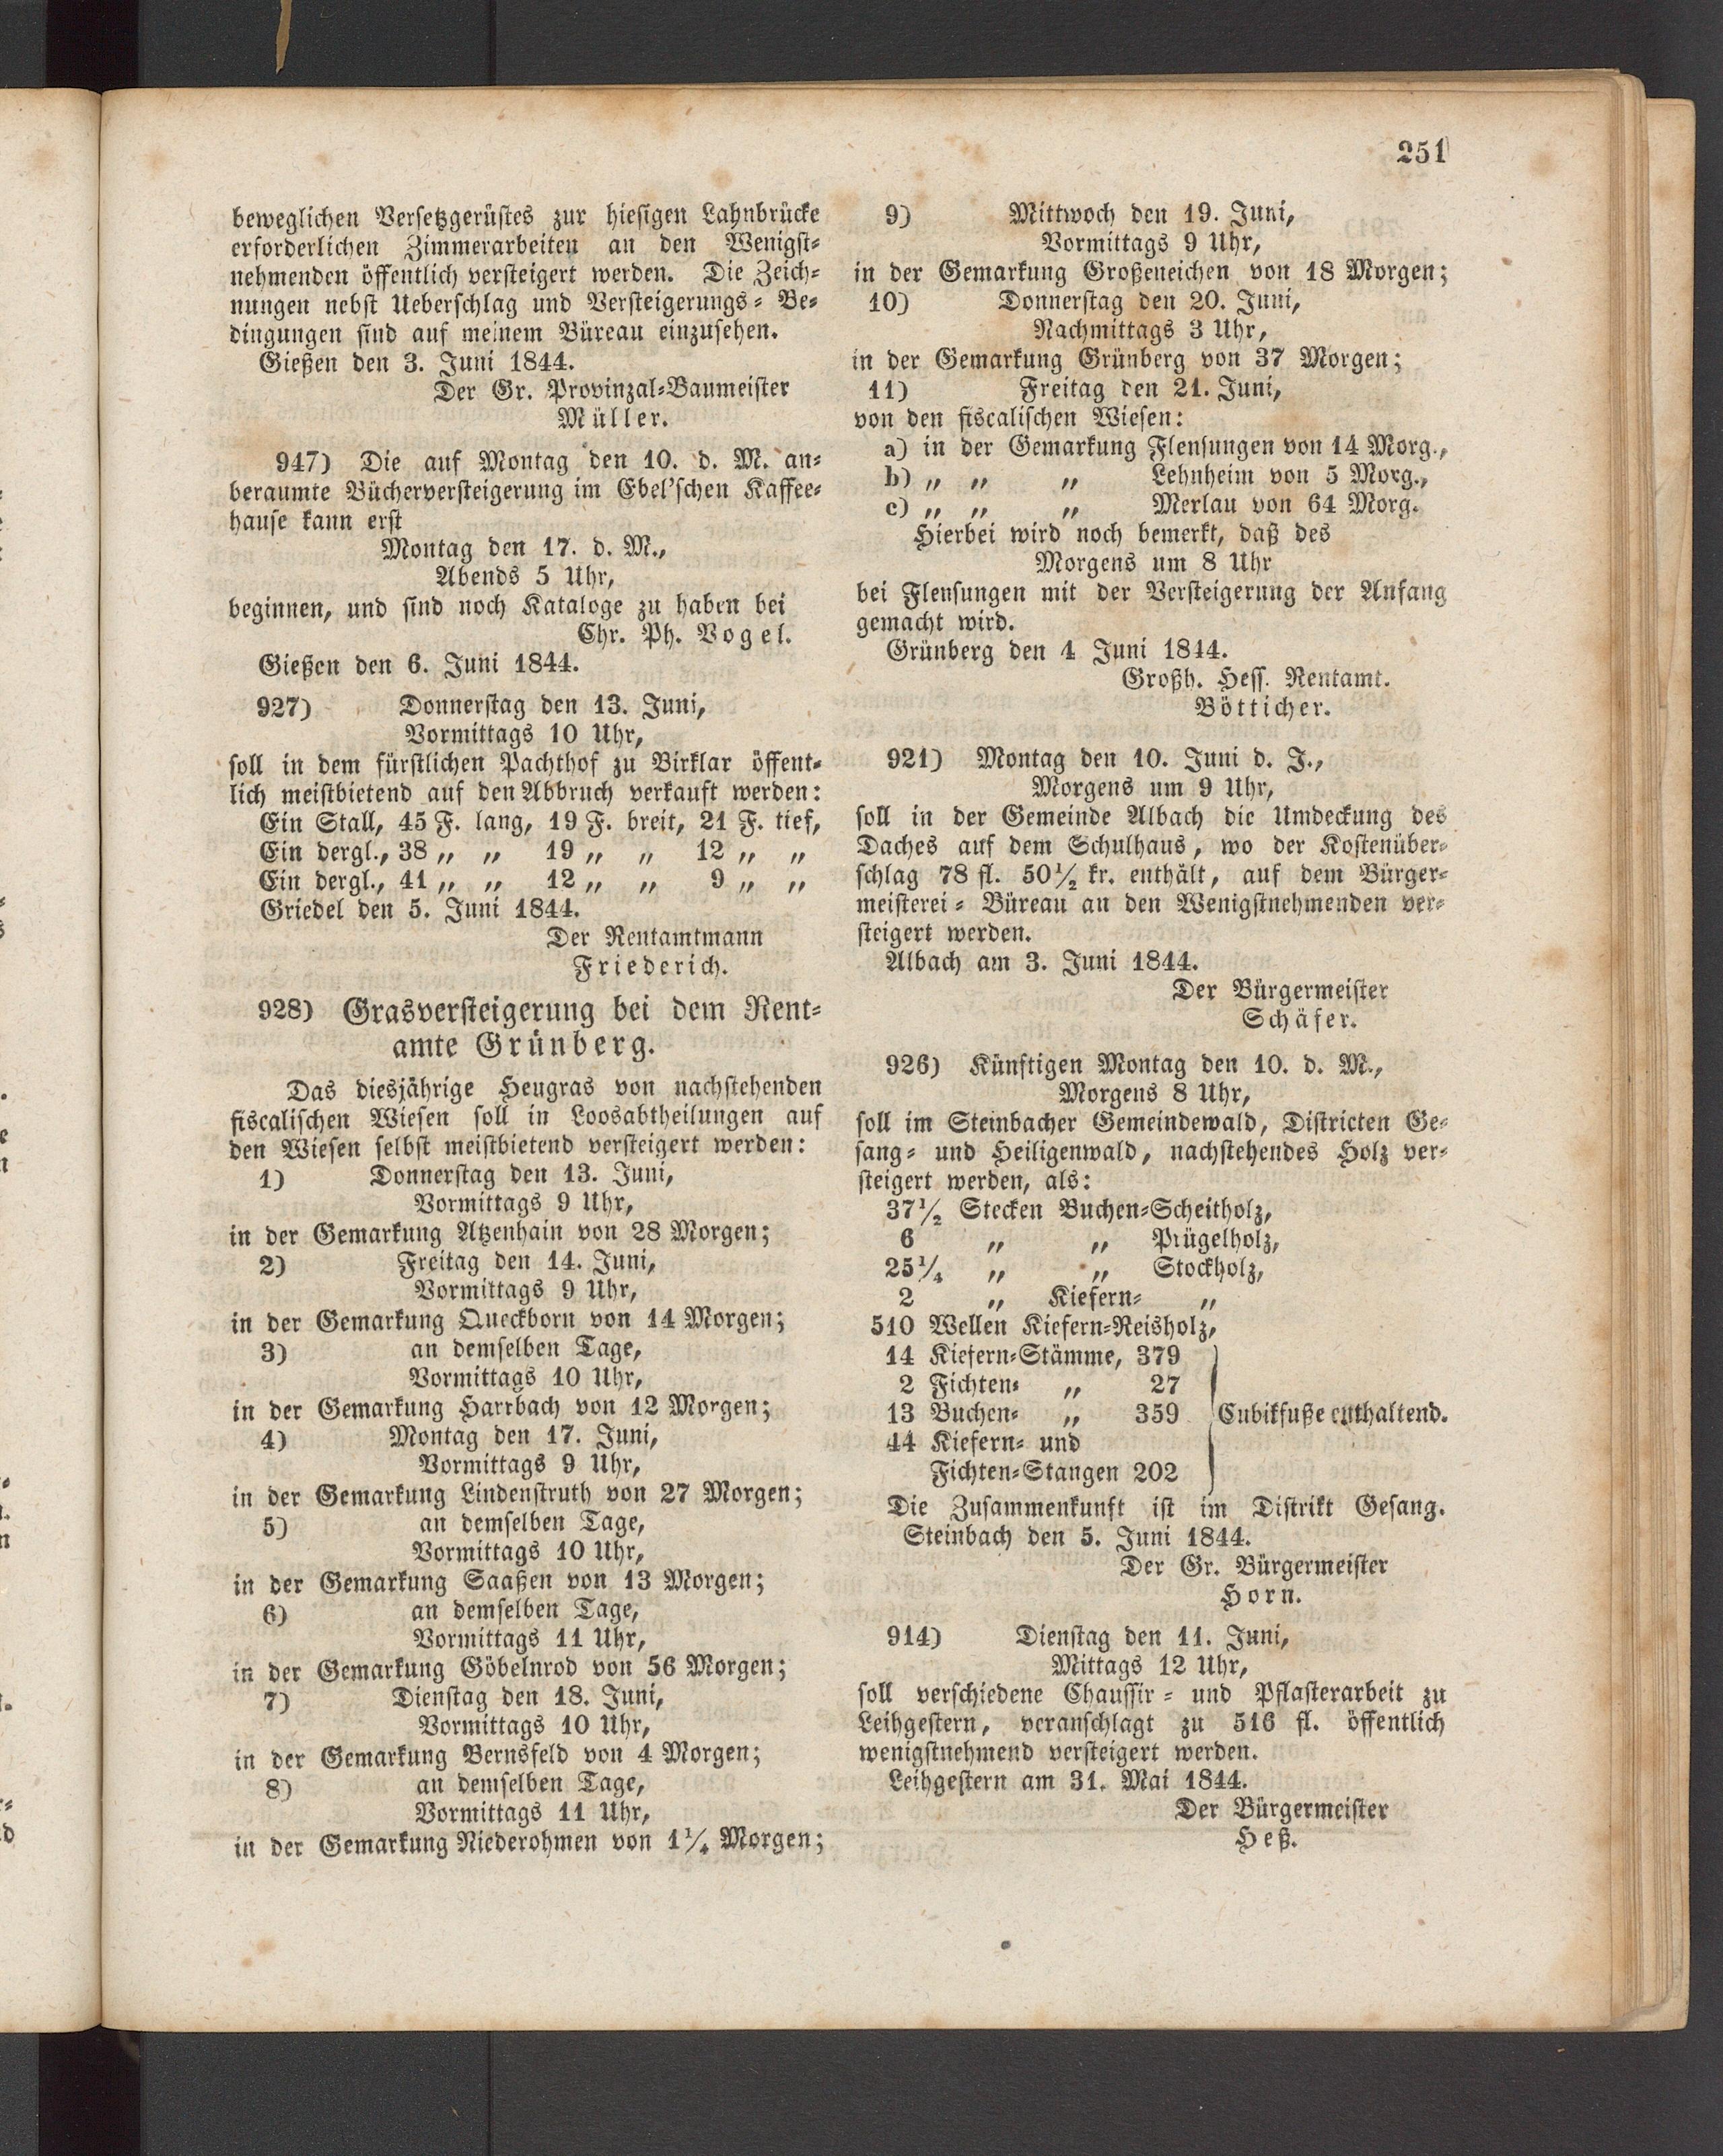 251
beweglichen Versetzgerüstes zur hiesigen Lahnbrücke
erforderlichen Zimmerarbeiten an den Wenigst-
nehmenden öffentlich versteigert werden. Die Zeich-
nungen nebst Ueberschlag und Versteigerungs-Be-
dingungen sind auf meinem Büreau einzusehen.
Gießen den 3. Juni 1844.
Der Gr. Provinzal-Baumeister
Müller.
947) Die auf Montag den 10. d. M. an-
beraumte Bücherversteigerung im Ebel'schen Kaffee-
hause kann erst
Montag den 17. d. M.,
Abends 5 Uhr,
beginnen, und sind noch Kataloge zu haben bei
Chr. Ph. Vogel.
Gießen den 6. Juni 1844.
927) Donnerstag den 13. Juni,
Vormittags 10 Uhr,
soll in dem fürstlichen Pachthof zu Birklar öffent-
lich meistbietend auf den Abbruch verkauft werden:
Ein Stall, 45 F. lang, 19 F. breit, 21 F. tief,
Ein dergl., 38 „ „ 19 „ „ 12 „ „
Ein dergl., 41 „ „ 12 „ „ 9 „ „
Griedel den 5. Juni 1844.
Der Rentamtmann
Friederich.
928) Grasversteigerung bei dem Rent-
amte Grünberg.
Das diesjährige Heugras von nachstehenden
fiscalischen Wiesen soll in Loosabtheilungen auf
den Wiesen selbst meistbietend versteigert werden:
1) Donnerstag den 13. Juni,
Vormittags 9 Uhr,
in der Gemarkung Atzenhain von 28 Morgen;
2) Freitag den 14. Juni,
Vormittags 9 Uhr,
in der Gemarkung Queckborn von 14 Morgen;
3) an demselben Tage,
Vormittags 10 Uhr,
in der Gemarkung Harrbach von 12 Morgen;
4) Montag den 17. Juni,
Vormittags 9 Uhr,
in der Gemarkung Lindenstruth von 27 Morgen;
5) an demselben Tage,
Vormittags 10 Uhr,
in der Gemarkung Saaßen von 13 Morgen;
6) an demselben Tage,
Vormittags 11 Uhr,
in der Gemarkung Göbelnrod von 56 Morgen;
7) Dienstag den 18. Juni,
Vormittags 10 Uhr,
in der Gemarkung Bernsfeld von 4 Morgen;
8) an demselben Tage,
Vormittags 11 Uhr,
in der Gemarkung Niederohmen von 1 1/4 Morgen;
9) Mittwoch den 19. Juni,
Vormittags 9 Uhr,
in der Gemarkung Großeneichen von 18 Morgen;
10) Donnerstag den 20. Juni,
Nachmittags 3 Uhr,
in der Gemarkung Grünberg von 37 Morgen;
11) Freitag den 21. Juni,
von den fiscalischen Wiesen:
a) in der Gemarkung Flensungen von 14 Morg.,
b) „ „ „ Lehnheim von 5 Morg.,
c) „ „ „ Merlau von 64 Morg.
Hierbei wird noch bemerkt, daß des
Morgens um 8 Uhr
bei Flensungen mit der Versteigerung der Anfang
gemacht wird.
Grünberg den 4 Juni 1844.
Großh. Hess. Rentamt.
Bötticher.
921) Montag den 10. Juni d. J.,
Morgens um 9 Uhr,
soll in der Gemeinde Albach die Umdeckung des
Daches auf dem Schulhaus, wo der Kostenüber-
schlag 78 fl. 50 1/2 kr. enthält, auf dem Bürger-
meisterei-Büreau an den Wenigstnehmenden ver-
steigert werden.
Albach am 3. Juni 1844.
Der Bürgermeister
Schäfer.
926) Künftigen Montag den 10. d. M.,
Morgens 8 Uhr,
soll im Steinbacher Gemeindewald, Districten Ge-
sang- und Heiligenwald, nachstehendes Holz ver-
steigert werden, als:
37 1/2 Stecken Buchen-Scheitholz,
6 „ „ Prügelholz,
25 1/4 „ „ Stockholz,
2 „ Kiefern- „
510 Wellen Kiefern-Reisholz,
14 Kiefern-Stämme, 379
2 Fichten- „ 27
13 Buchen- „ 359 Cubikfuße enthaltend.
44 Kiefern- und
Fichten-Stangen 202
Die Zusammenkunft ist im Distrikt Gesang.
Steinbach den 5. Juni 1844.
Der Gr. Bürgermeister
Horn.
914) Dienstag den 11. Juni,
Mittags 12 Uhr,
soll verschiedene Chaussir- und Pflasterarbeit zu
Leihgestern, veranschlagt zu 516 fl. öffentlich
wenigstnehmend versteigert werden.
Leihgestern am 31. Mai 1844.
Der Bürgermeister
Heß.